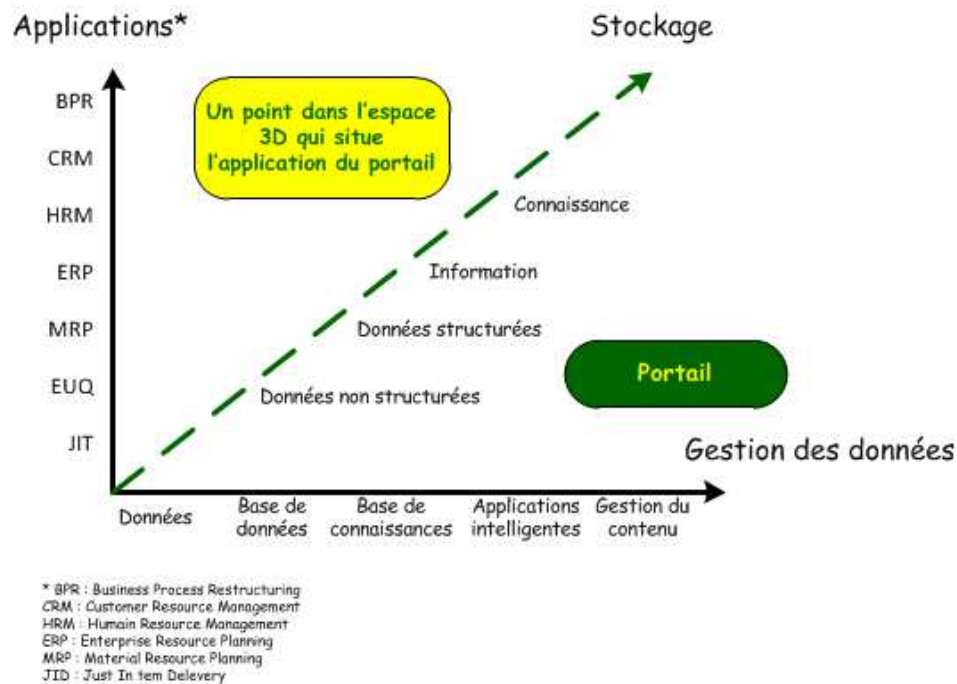 Applications*
Stockage
BPR
CRM
HRM
ERP
MRP
EUQ
JIT
Un point dans l'espace
3D qui situe
l'application du portail
Connaissance
Information
Données structurées
Données non structurées
Portail
Gestion des données
Données
Base de
données
Base de
connaissances
Applications
intelligentes
Gestion du
contenu
* BPR : Business Process Restructuring
CRM : Customer Resource Management
HRM : Humain Resource Management
ERP : Enterprise Resource Planning
MRP : Material Resource Planning
JID : Just In tem Delevery